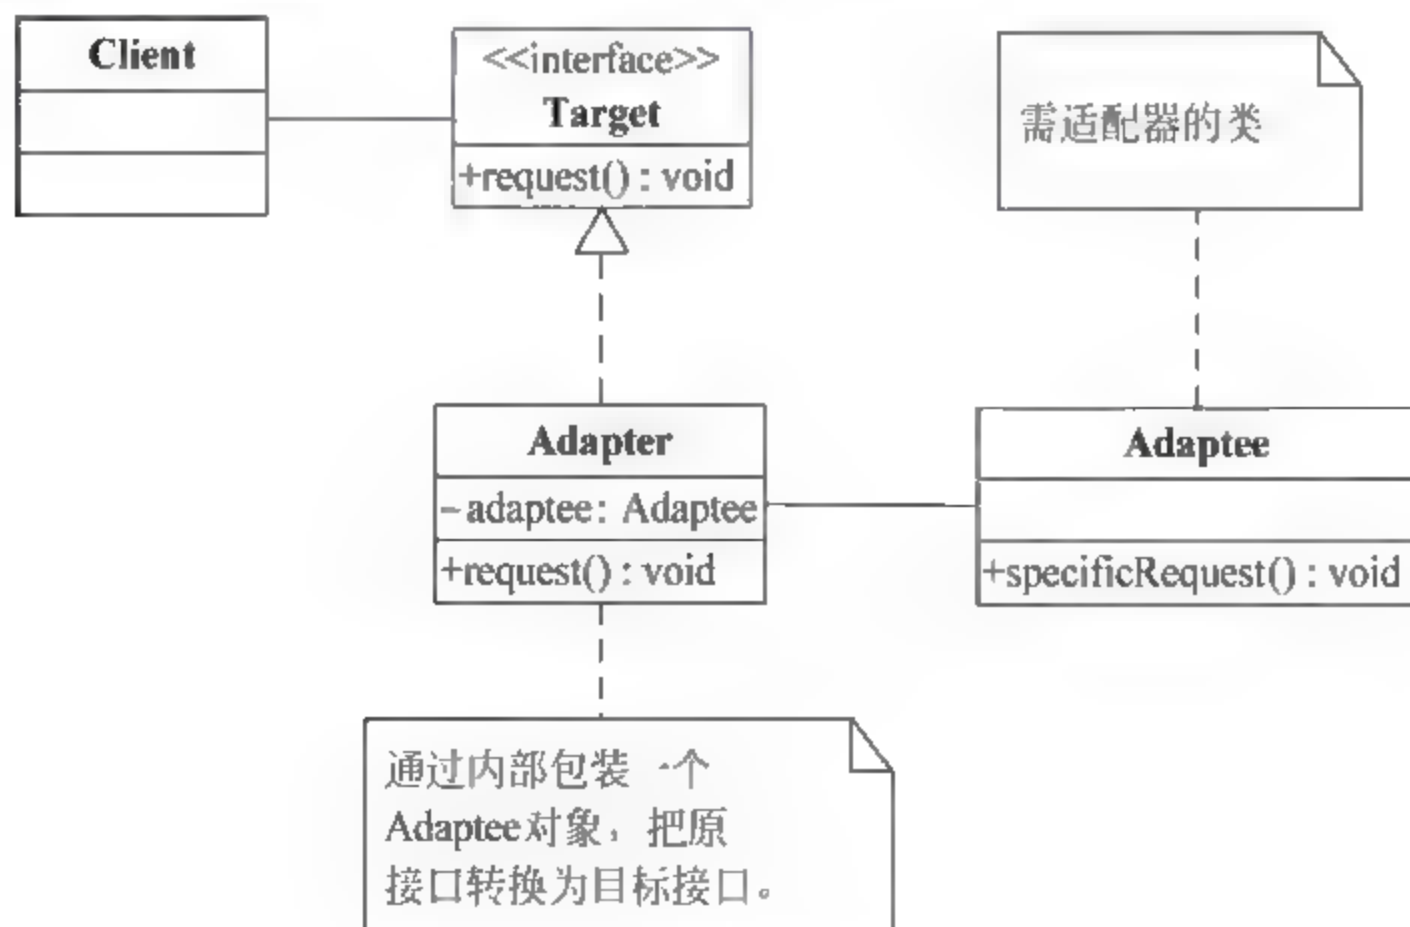 Client
<<interface>>
Target
+request() : void
需适配器的类
Adapter
-adaptee: Adaptee
+request() : void
Adaptee
+specificRequest() : void
通过内部包装一个
Adaptee对象，把原
接口转换为目标接口。